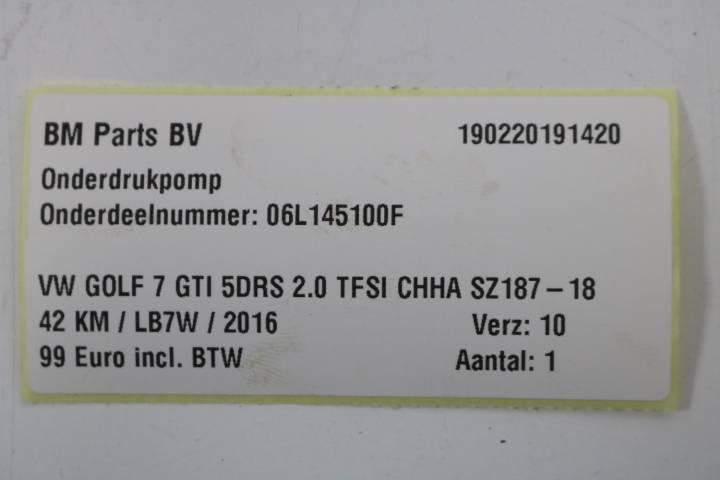 BM Parts BV 190220191420
Onderdrukpomp
Onderdeelnummer: 06L145100F
VW GOLF 7 GTI 5DRS 2.0 TFSI CHHA SZ187-18
42 KM / LB7W / 2016 Verz: 10
99 Euro incl. BTW Aantal: 1